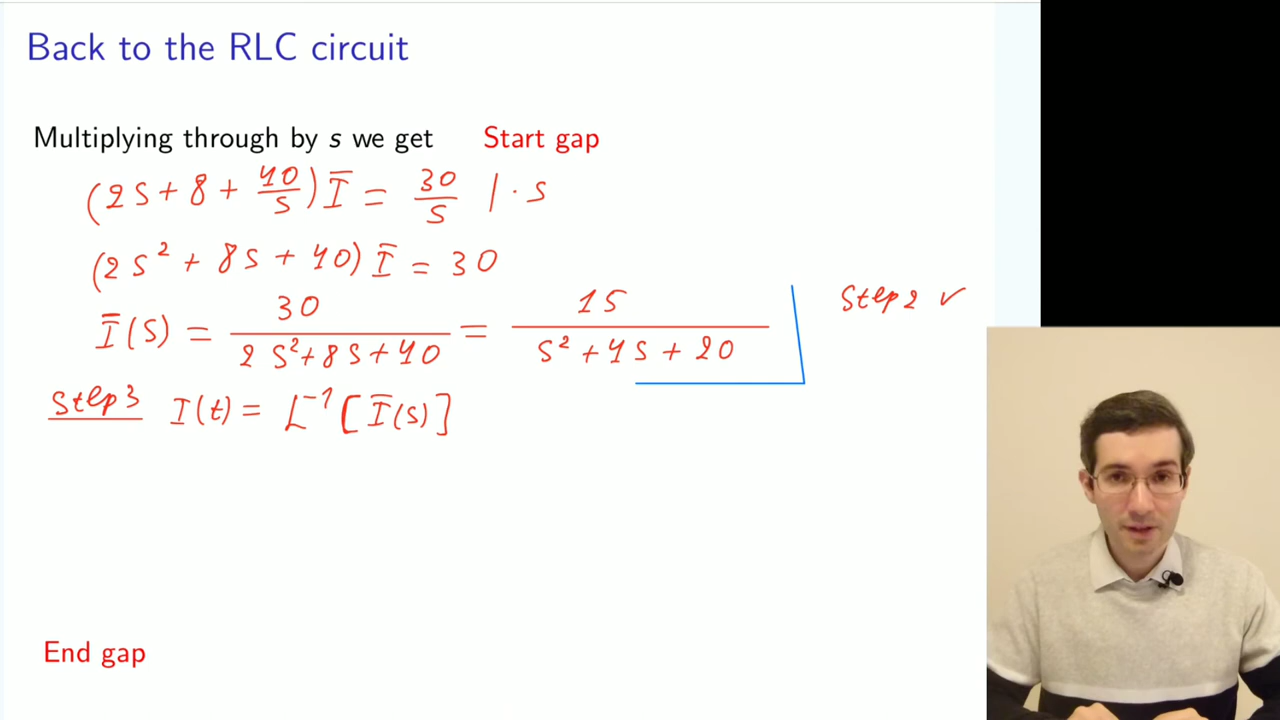 Back to the RLC circuit
Multiplying through by s we get Start gap
(2s + 8 + 40/s) Ī = 30/s | · s
(2s² + 8s + 40) Ī = 30
Ī(s) = 30/(2s² + 8s + 40) = 15/(s² + 4s + 20) Step 2 ✓
Step 3 I(t) = L⁻¹[Ī(s)]
End gap